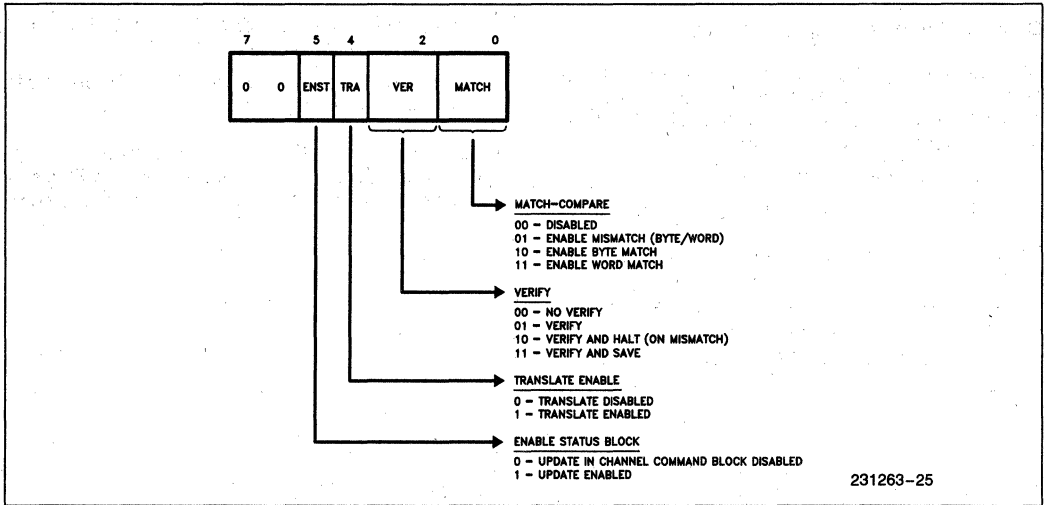 7 5 4 2 0
0 0 ENST TRA VER MATCH
MATCH-COMPARE
00 - DISABLED
01 - ENABLE MISMATCH (BYTE/WORD)
10 - ENABLE BYTE MATCH
11 - ENABLE WORD MATCH
VERIFY
00 - NO VERIFY
01 - VERIFY
10 - VERIFY AND HALT (ON MISMATCH)
11 - VERIFY AND SAVE
TRANSLATE ENABLE
0 - TRANSLATE DISABLED
1 - TRANSLATE ENABLED
ENABLE STATUS BLOCK
0 - UPDATE IN CHANNEL COMMAND BLOCK DISABLED
1 - UPDATE ENABLED
231263-25